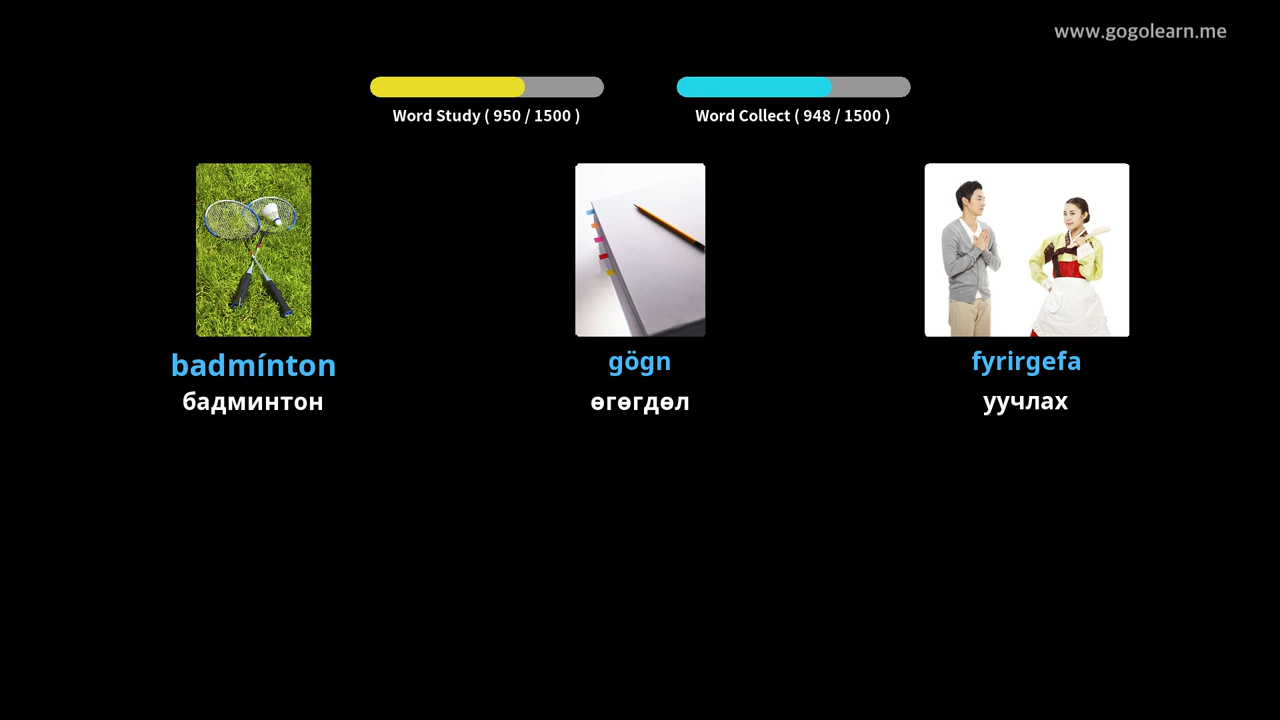 www.gogolearn.me
Word Study ( 950 / 1500 )
Word Collect ( 948 / 1500 )
badmínton
бадминтон
gögn
өгөгдөл
fyrirgefa
уучлах